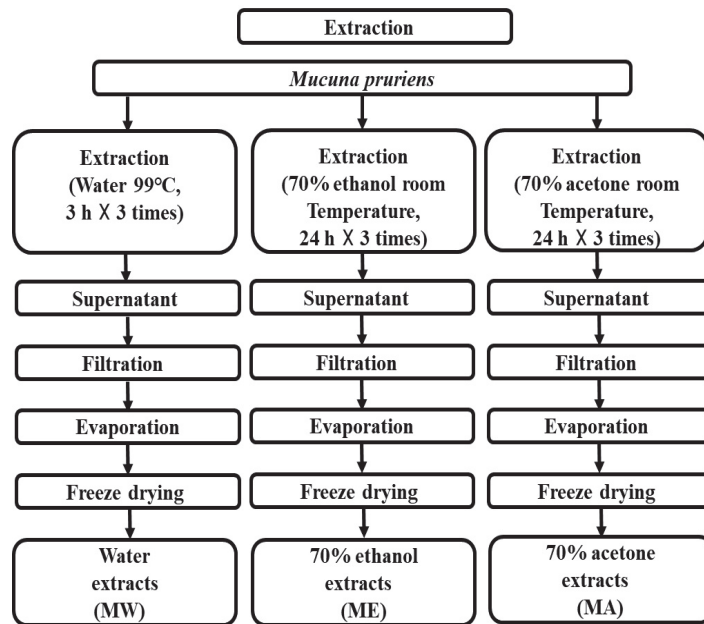 Extraction
Mucuna pruriens
Extraction
(Water 99℃,
3 h X 3 times)
Extraction
(70% ethanol room
Temperature,
24 h X 3 times)
Extraction
(70% acetone room
Temperature,
24 h X 3 times)
Supernatant
Supernatant
Supernatant
Filtration
Filtration
Filtration
Evaporation
Evaporation
Evaporation
Freeze drying
Freeze drying
Freeze drying
Water
extracts
(MW)
70% ethanol
extracts
(ME)
70% acetone
extracts
(MA)